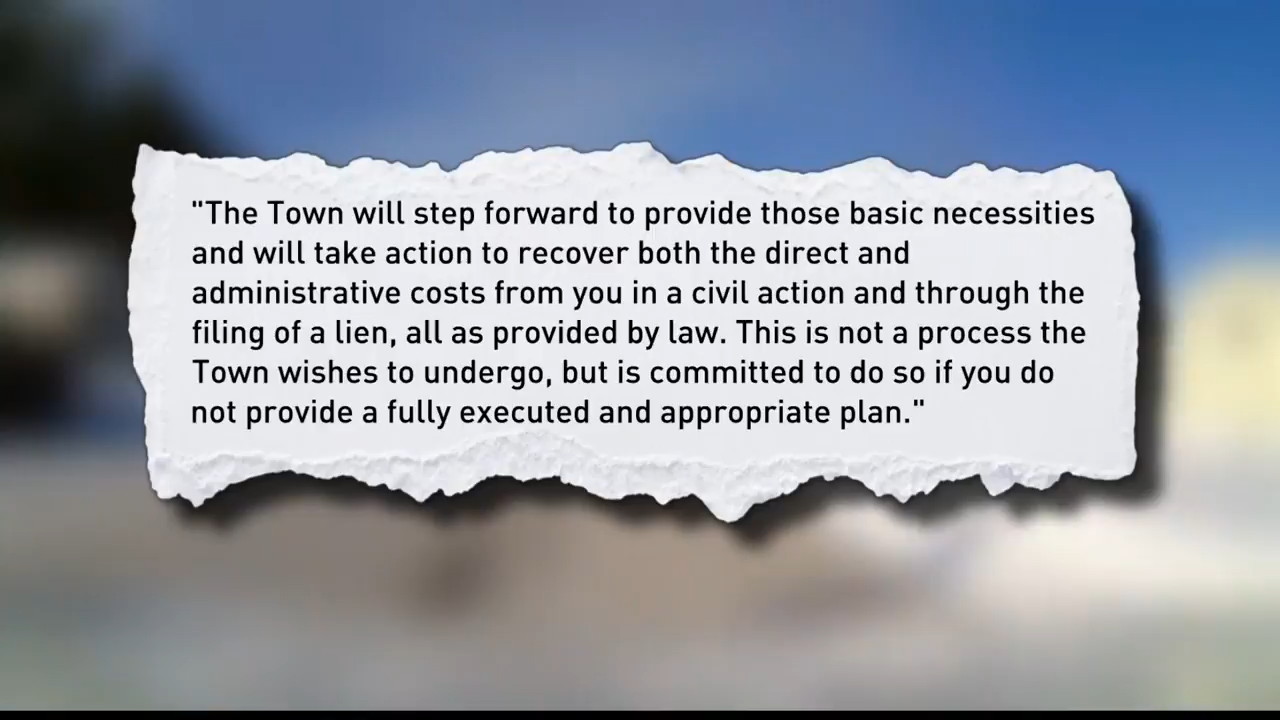 "The Town will step forward to provide those basic necessities
and will take action to recover both the direct and
administrative costs from you in a civil action and through the
filing of a lien, all as provided by law. This is not a process the
Town wishes to undergo, but is committed to do so if you do
not provide a fully executed and appropriate plan."